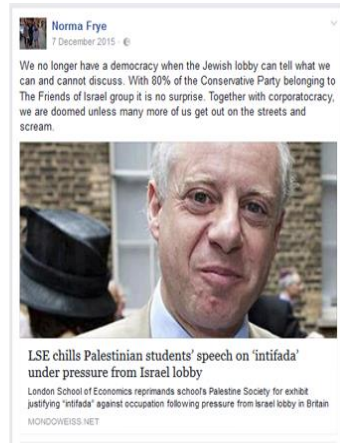 Norma Frye
7 December 2015 ·
We no longer have a democracy when the Jewish lobby can tell what we
can and cannot discuss. With 80% of the Conservative Party belonging to
The Friends of Israel group it is no surprise. Together with corporatocracy,
we are doomed unless many more of us get out on the streets and
scream.
LSE chills Palestinian students' speech on 'intifada'
under pressure from Israel lobby
London School of Economics reprimands school's Palestine Society for exhibit
justifying "intifada" against occupation following pressure from Israel lobby in Britain
MONDOWEISS.NET